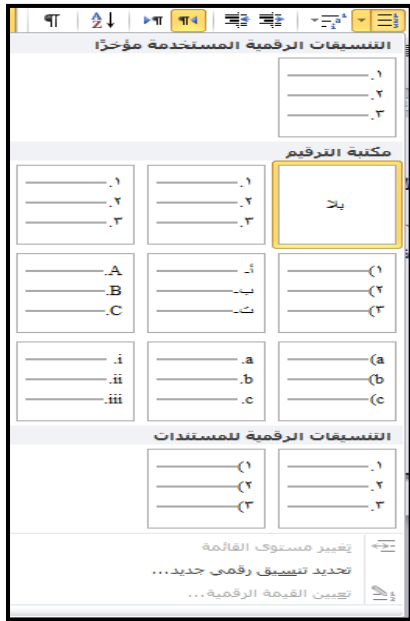 التنسيقات الرقمية المستخدمة مؤخرًا
١.
٢.
٣.
مكتبة الترقيم
بلا
١.
٢.
٣.
١.
٢.
٣.
١)
٢)
٣)
أ-
ب-
ت-
A.
B.
C.
a)
b)
c)
a.
b.
c.
i.
ii.
iii.
التنسيقات الرقمية للمستندات
١.
٢.
٣.
١)
٢)
٣)
تغيير مستوى القائمة
تحديد تنسيق رقمي جديد...
تعيين القيمة الرقمية...